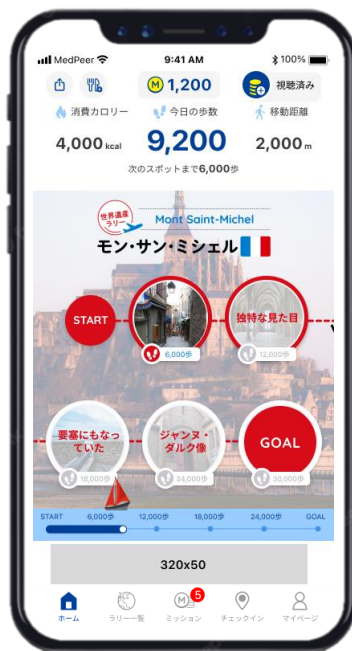 MedPeer 9:41 AM 100%
M 1,200 視聴済み
消費カロリー 今日の歩数 移動距離
4,000 kcal 9,200 2,000 m
次のスポットまで6,000歩
世界遺産
ラリー
Mont Saint-Michel
モン・サン・ミシェル
START 独特な見た目
6,000歩 12,000歩
要塞にもなっ
ていた
ジャンヌ・
ダルク像
GOAL
18,000歩 24,000歩 30,000歩
START 6,000歩 12,000歩 18,000歩 24,000歩 GOAL
320x50
M 5
ホーム ラリー一覧 ミッション チェックイン マイページ